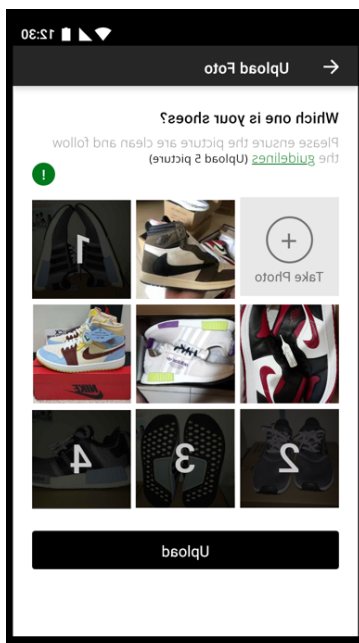 12:30
Upload Foto
Which one is your shoes?
Please ensure the picture are clean and follow
the guidelines (Upload 5 picture)
!
Take Photo
1
NIKE
2
3
4
Upload